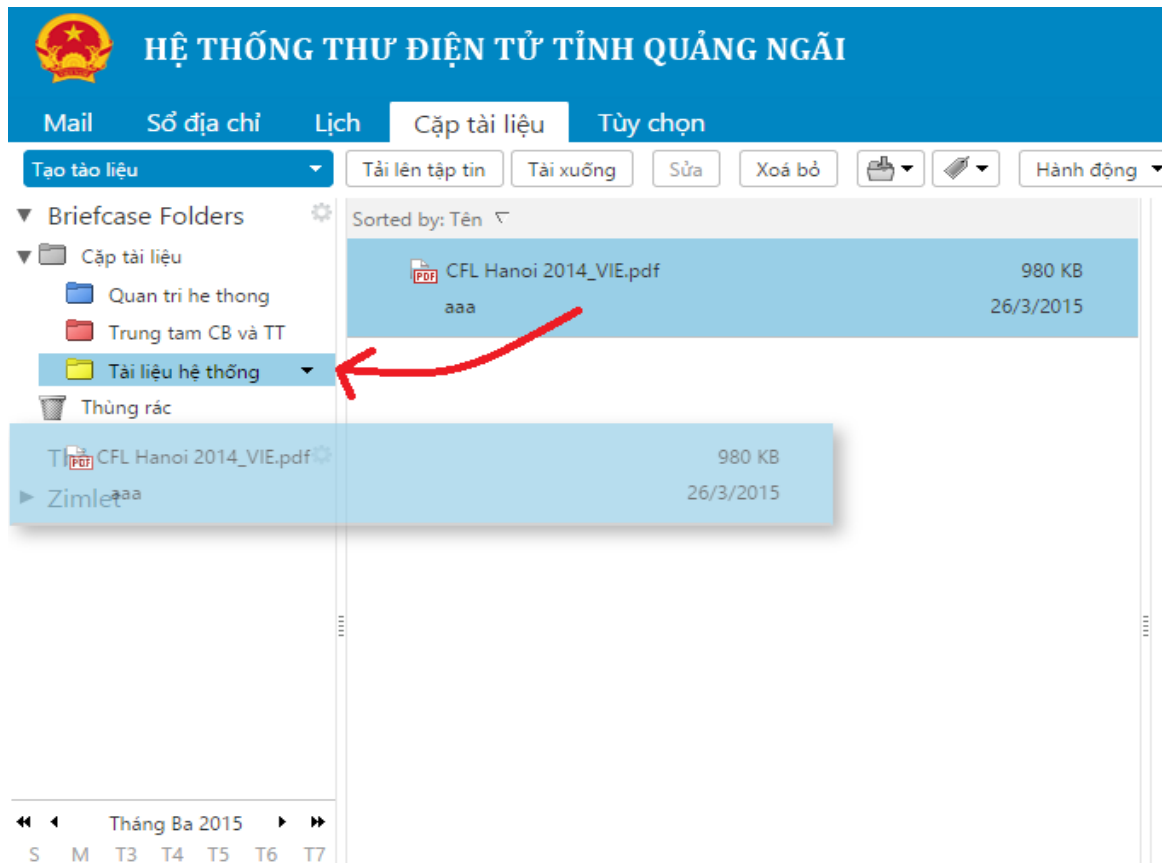 HỆ THỐNG THƯ ĐIỆN TỬ TỈNH QUẢNG NGÃI
Mail Sổ địa chỉ Lịch Cặp tài liệu Tùy chọn
Tạo tào liệu Tải lên tập tin Tài xuống Sửa Xoá bỏ Hành động
Briefcase Folders
Sorted by: Tên
Cặp tài liệu
Quan tri he thong
Trung tam CB và TT
Tài liệu hệ thống
Thùng rác
PDF CFL Hanoi 2014_VIE.pdf 980 KB
aaa 26/3/2015
PDF CFL Hanoi 2014_VIE.pdf 980 KB
Zimlet aaa 26/3/2015
Tháng Ba 2015
S M T3 T4 T5 T6 T7